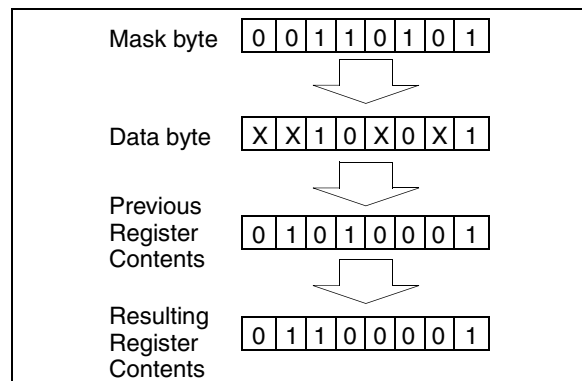 Mask byte 0 0 1 1 0 1 0 1
Data byte X X 1 0 X 0 X 1
Previous
Register
Contents
0 1 0 1 0 0 0 1
Resulting
Register
Contents
0 1 1 0 0 0 0 1